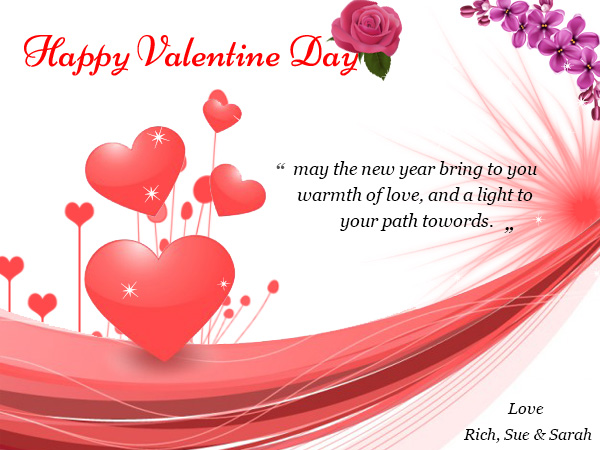 Happy Valentine Day
“ may the new year bring to you
warmth of love, and a light to
your path towords. „
Love
Rich, Sue & Sarah